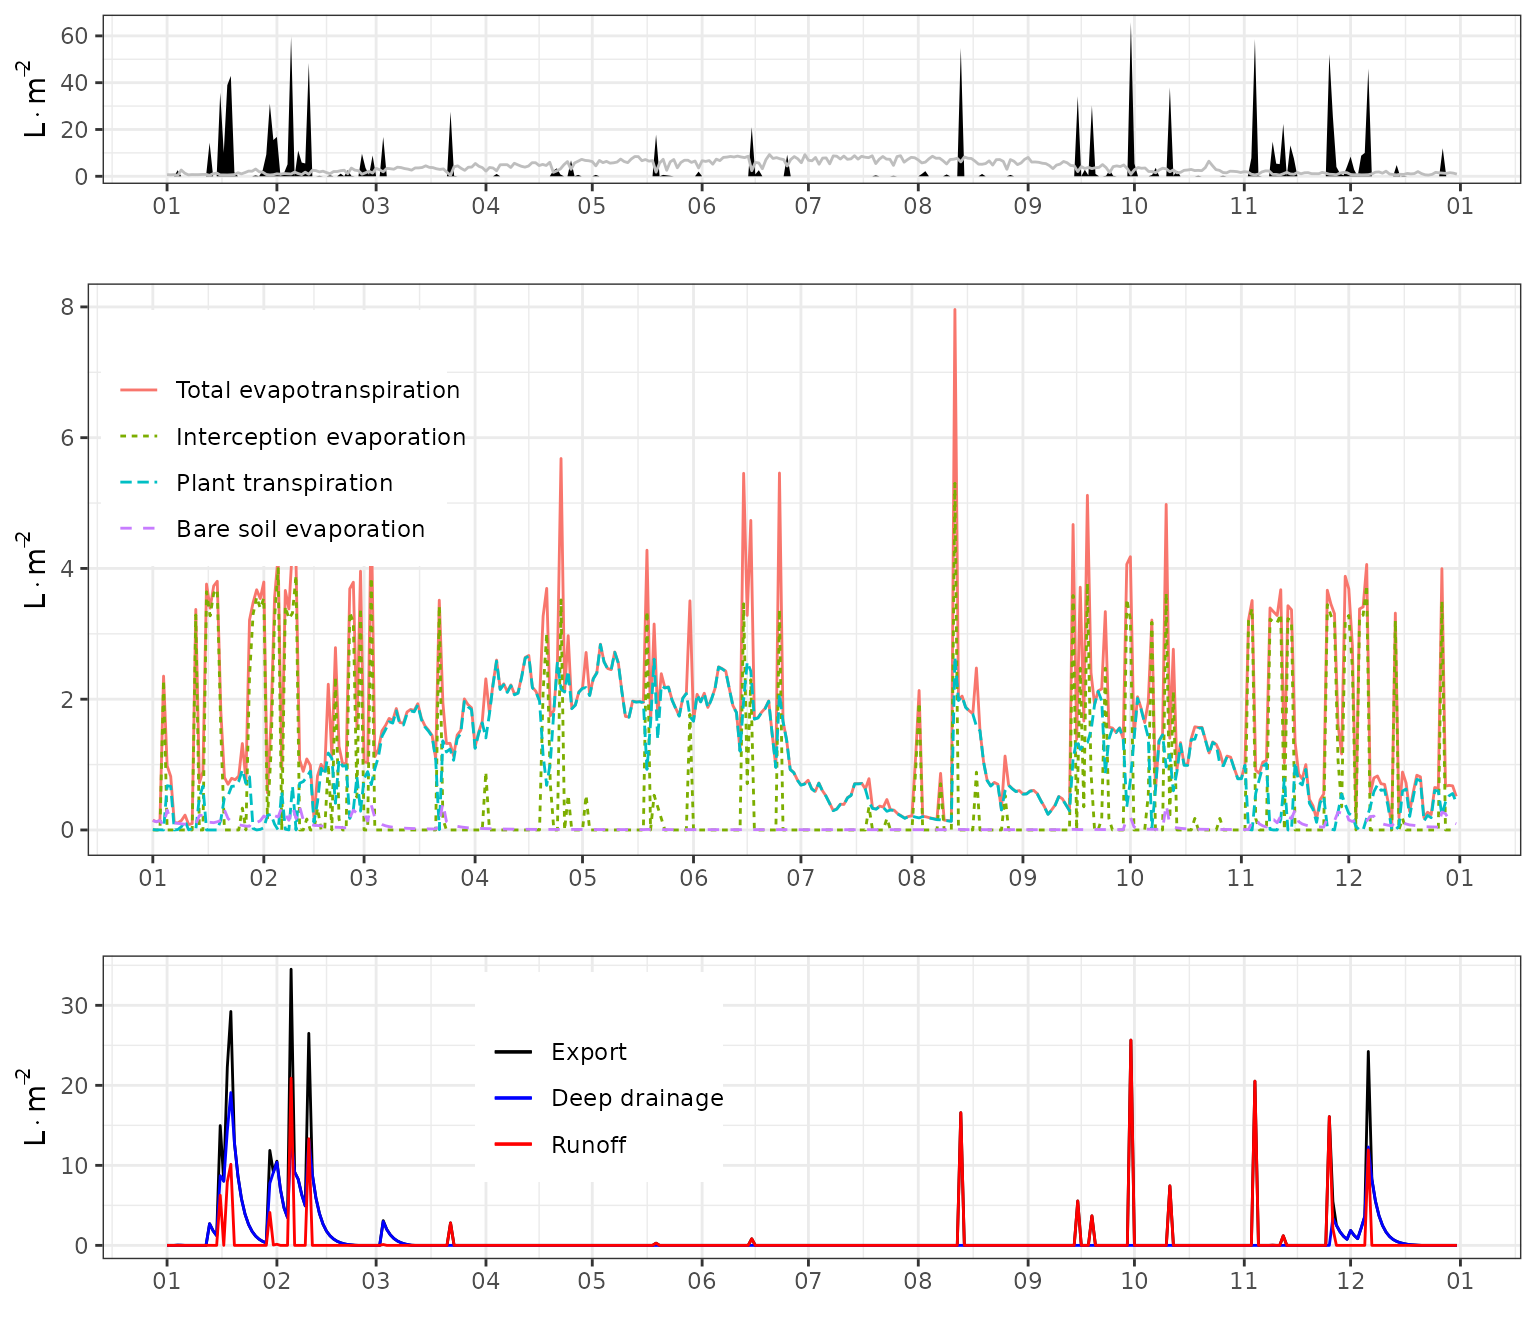 L · m⁻²
60
40
20
0
01 02 03 04 05 06 07 08 09 10 11 12 01
L · m⁻²
8
6
4
2
0
Total evapotranspiration
Interception evaporation
Plant transpiration
Bare soil evaporation
01 02 03 04 05 06 07 08 09 10 11 12 01
L · m⁻²
30
20
10
0
Export
Deep drainage
Runoff
01 02 03 04 05 06 07 08 09 10 11 12 01